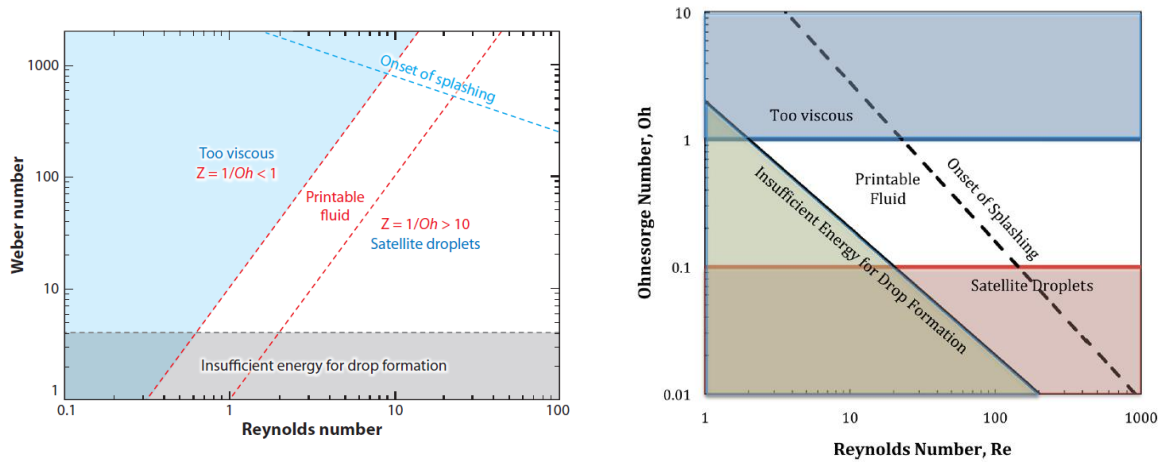 1000
100
10
1
0.1
1
10
100
Weber number
Reynolds number
Onset of splashing
Too viscous
Z = 1/Oh < 1
Printable
fluid
Z = 1/Oh > 10
Satellite droplets
Insufficient energy for drop formation
10
1
0.1
0.01
1
10
100
1000
Ohnesorge Number, Oh
Reynolds Number, Re
Too viscous
Printable
Fluid
Onset of Splashing
Insufficient Energy for Drop Formation
Satellite Droplets